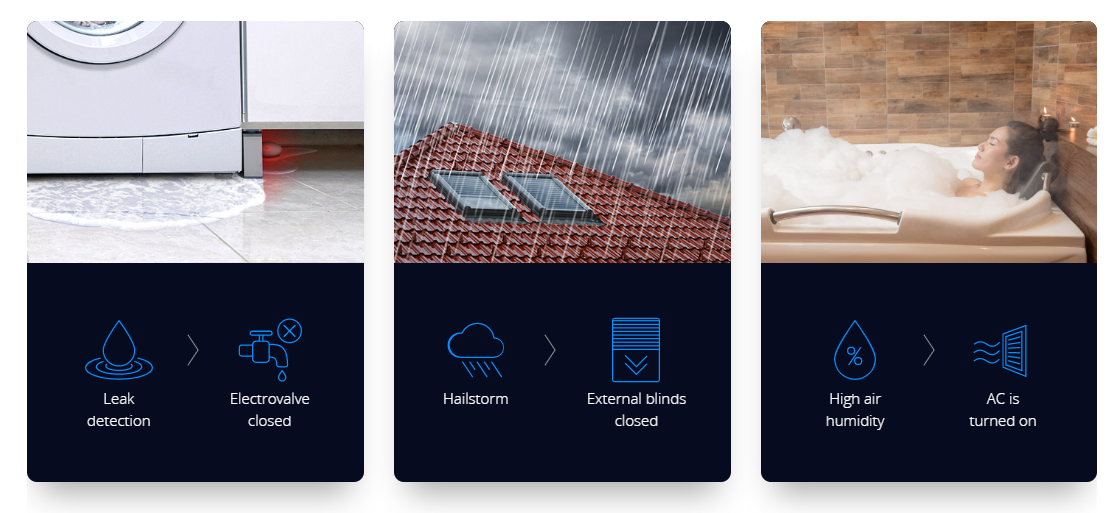 Leak
detection
Electrovalve
closed
Hailstorm
External blinds
closed
%
High air
humidity
AC is
turned on